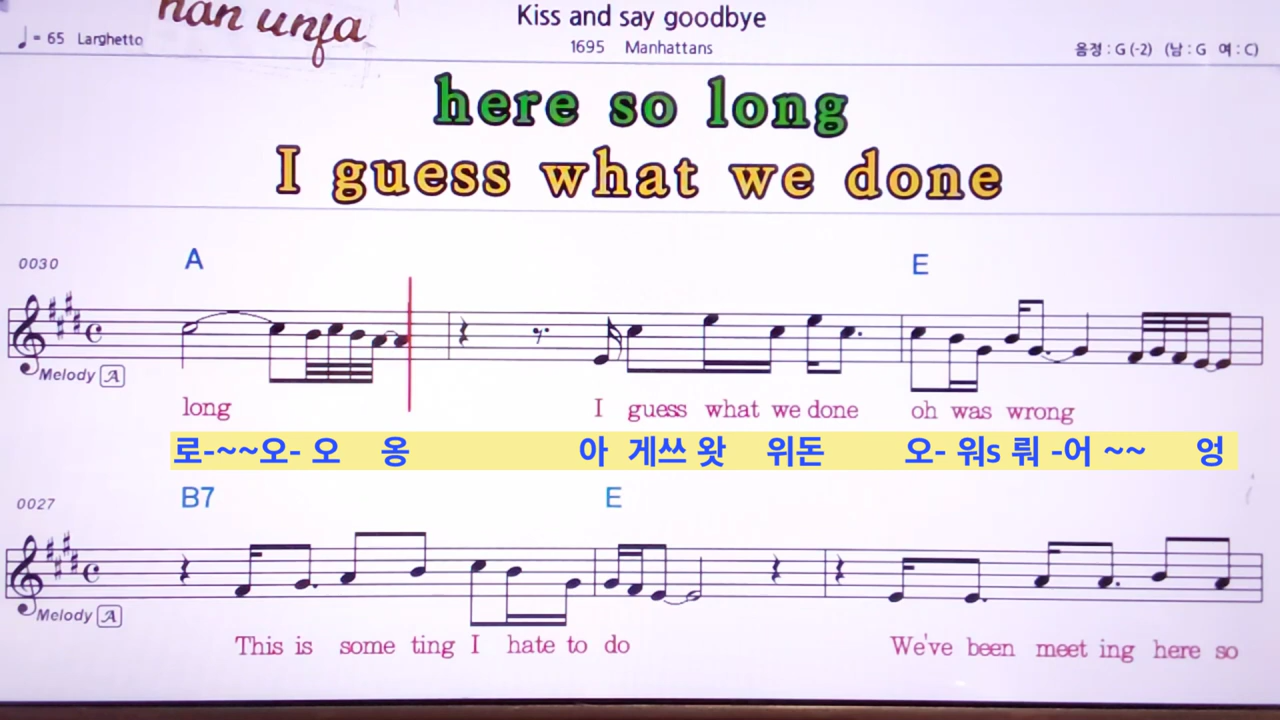 han unja
Kiss and say goodbye
♩= 65 Larghetto
1695 Manhattans
음정 : G (-2) (남 : G 여 : C)
here so long
I guess what we done
0030
A
E
Melody A
long I guess what we done oh was wrong
로-~~오- 오 옹 아 게쓰 왓 위돈 오- 워s 뤄 -어 ~~ 엉
0027
B7
E
Melody A
This is some ting I hate to do We've been meet ing here so